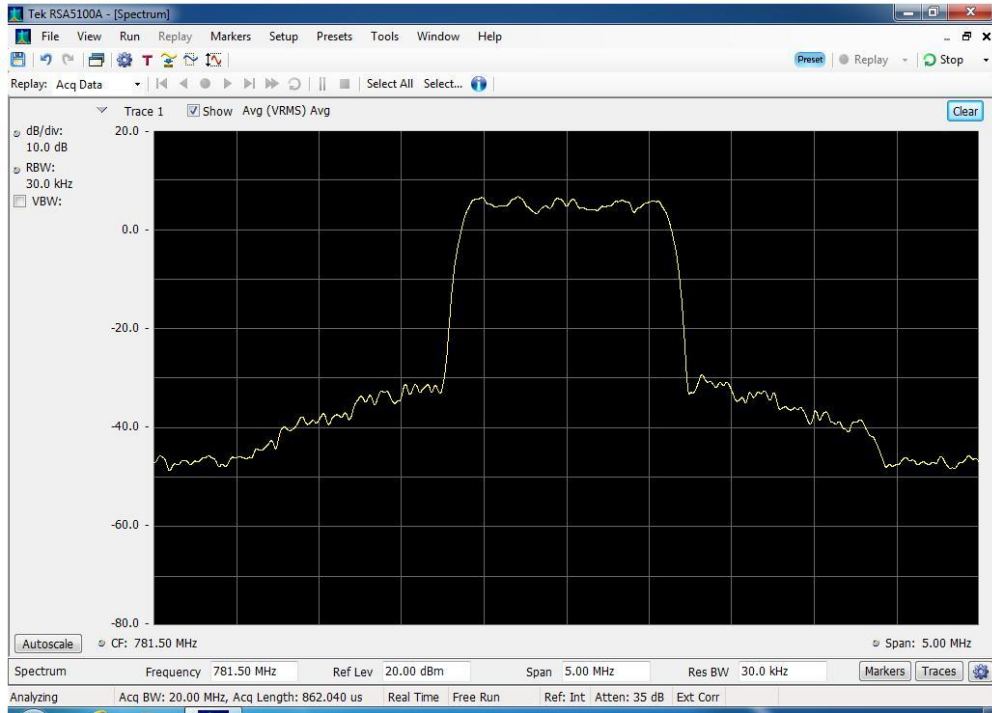 Tek RSA5100A - [Spectrum]
File View Run Replay Markers Setup Presets Tools Window Help
T
Preset Replay Stop
Replay: Acq Data Select All Select...
Trace 1 Show Avg (VRMS) Avg Clear
dB/div:
10.0 dB
RBW:
30.0 kHz
VBW:
20.0
0.0
-20.0
-40.0
-60.0
-80.0
Autoscale CF: 781.50 MHz Span: 5.00 MHz
Spectrum Frequency 781.50 MHz Ref Lev 20.00 dBm Span 5.00 MHz Res BW 30.0 kHz Markers Traces
Analyzing Acq BW: 20.00 MHz, Acq Length: 862.040 us Real Time Free Run Ref: Int Atten: 35 dB Ext Corr